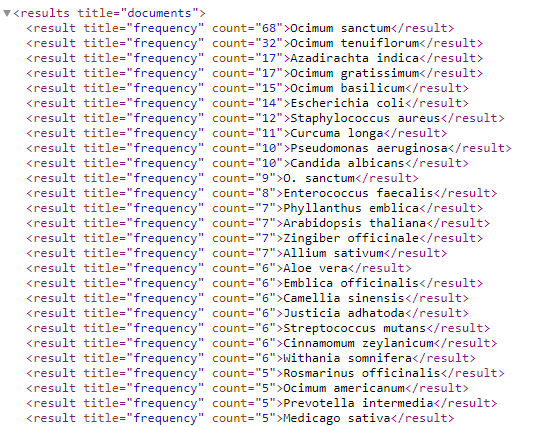 ▼<results title="documents">
<result title="frequency" count="68">Ocimum sanctum</result>
<result title="frequency" count="32">Ocimum tenuiflorum</result>
<result title="frequency" count="17">Azadirachta indica</result>
<result title="frequency" count="17">Ocimum gratissimum</result>
<result title="frequency" count="15">Ocimum basilicum</result>
<result title="frequency" count="14">Escherichia coli</result>
<result title="frequency" count="12">Staphylococcus aureus</result>
<result title="frequency" count="11">Curcuma longa</result>
<result title="frequency" count="10">Pseudomonas aeruginosa</result>
<result title="frequency" count="10">Candida albicans</result>
<result title="frequency" count="9">O. sanctum</result>
<result title="frequency" count="8">Enterococcus faecalis</result>
<result title="frequency" count="7">Phyllanthus emblica</result>
<result title="frequency" count="7">Arabidopsis thaliana</result>
<result title="frequency" count="7">Zingiber officinale</result>
<result title="frequency" count="7">Allium sativum</result>
<result title="frequency" count="6">Aloe vera</result>
<result title="frequency" count="6">Emblica officinalis</result>
<result title="frequency" count="6">Camellia sinensis</result>
<result title="frequency" count="6">Justicia adhatoda</result>
<result title="frequency" count="6">Streptococcus mutans</result>
<result title="frequency" count="6">Cinnamomum zeylanicum</result>
<result title="frequency" count="6">Withania somnifera</result>
<result title="frequency" count="5">Rosmarinus officinalis</result>
<result title="frequency" count="5">Ocimum americanum</result>
<result title="frequency" count="5">Prevotella intermedia</result>
<result title="frequency" count="5">Medicago sativa</result>